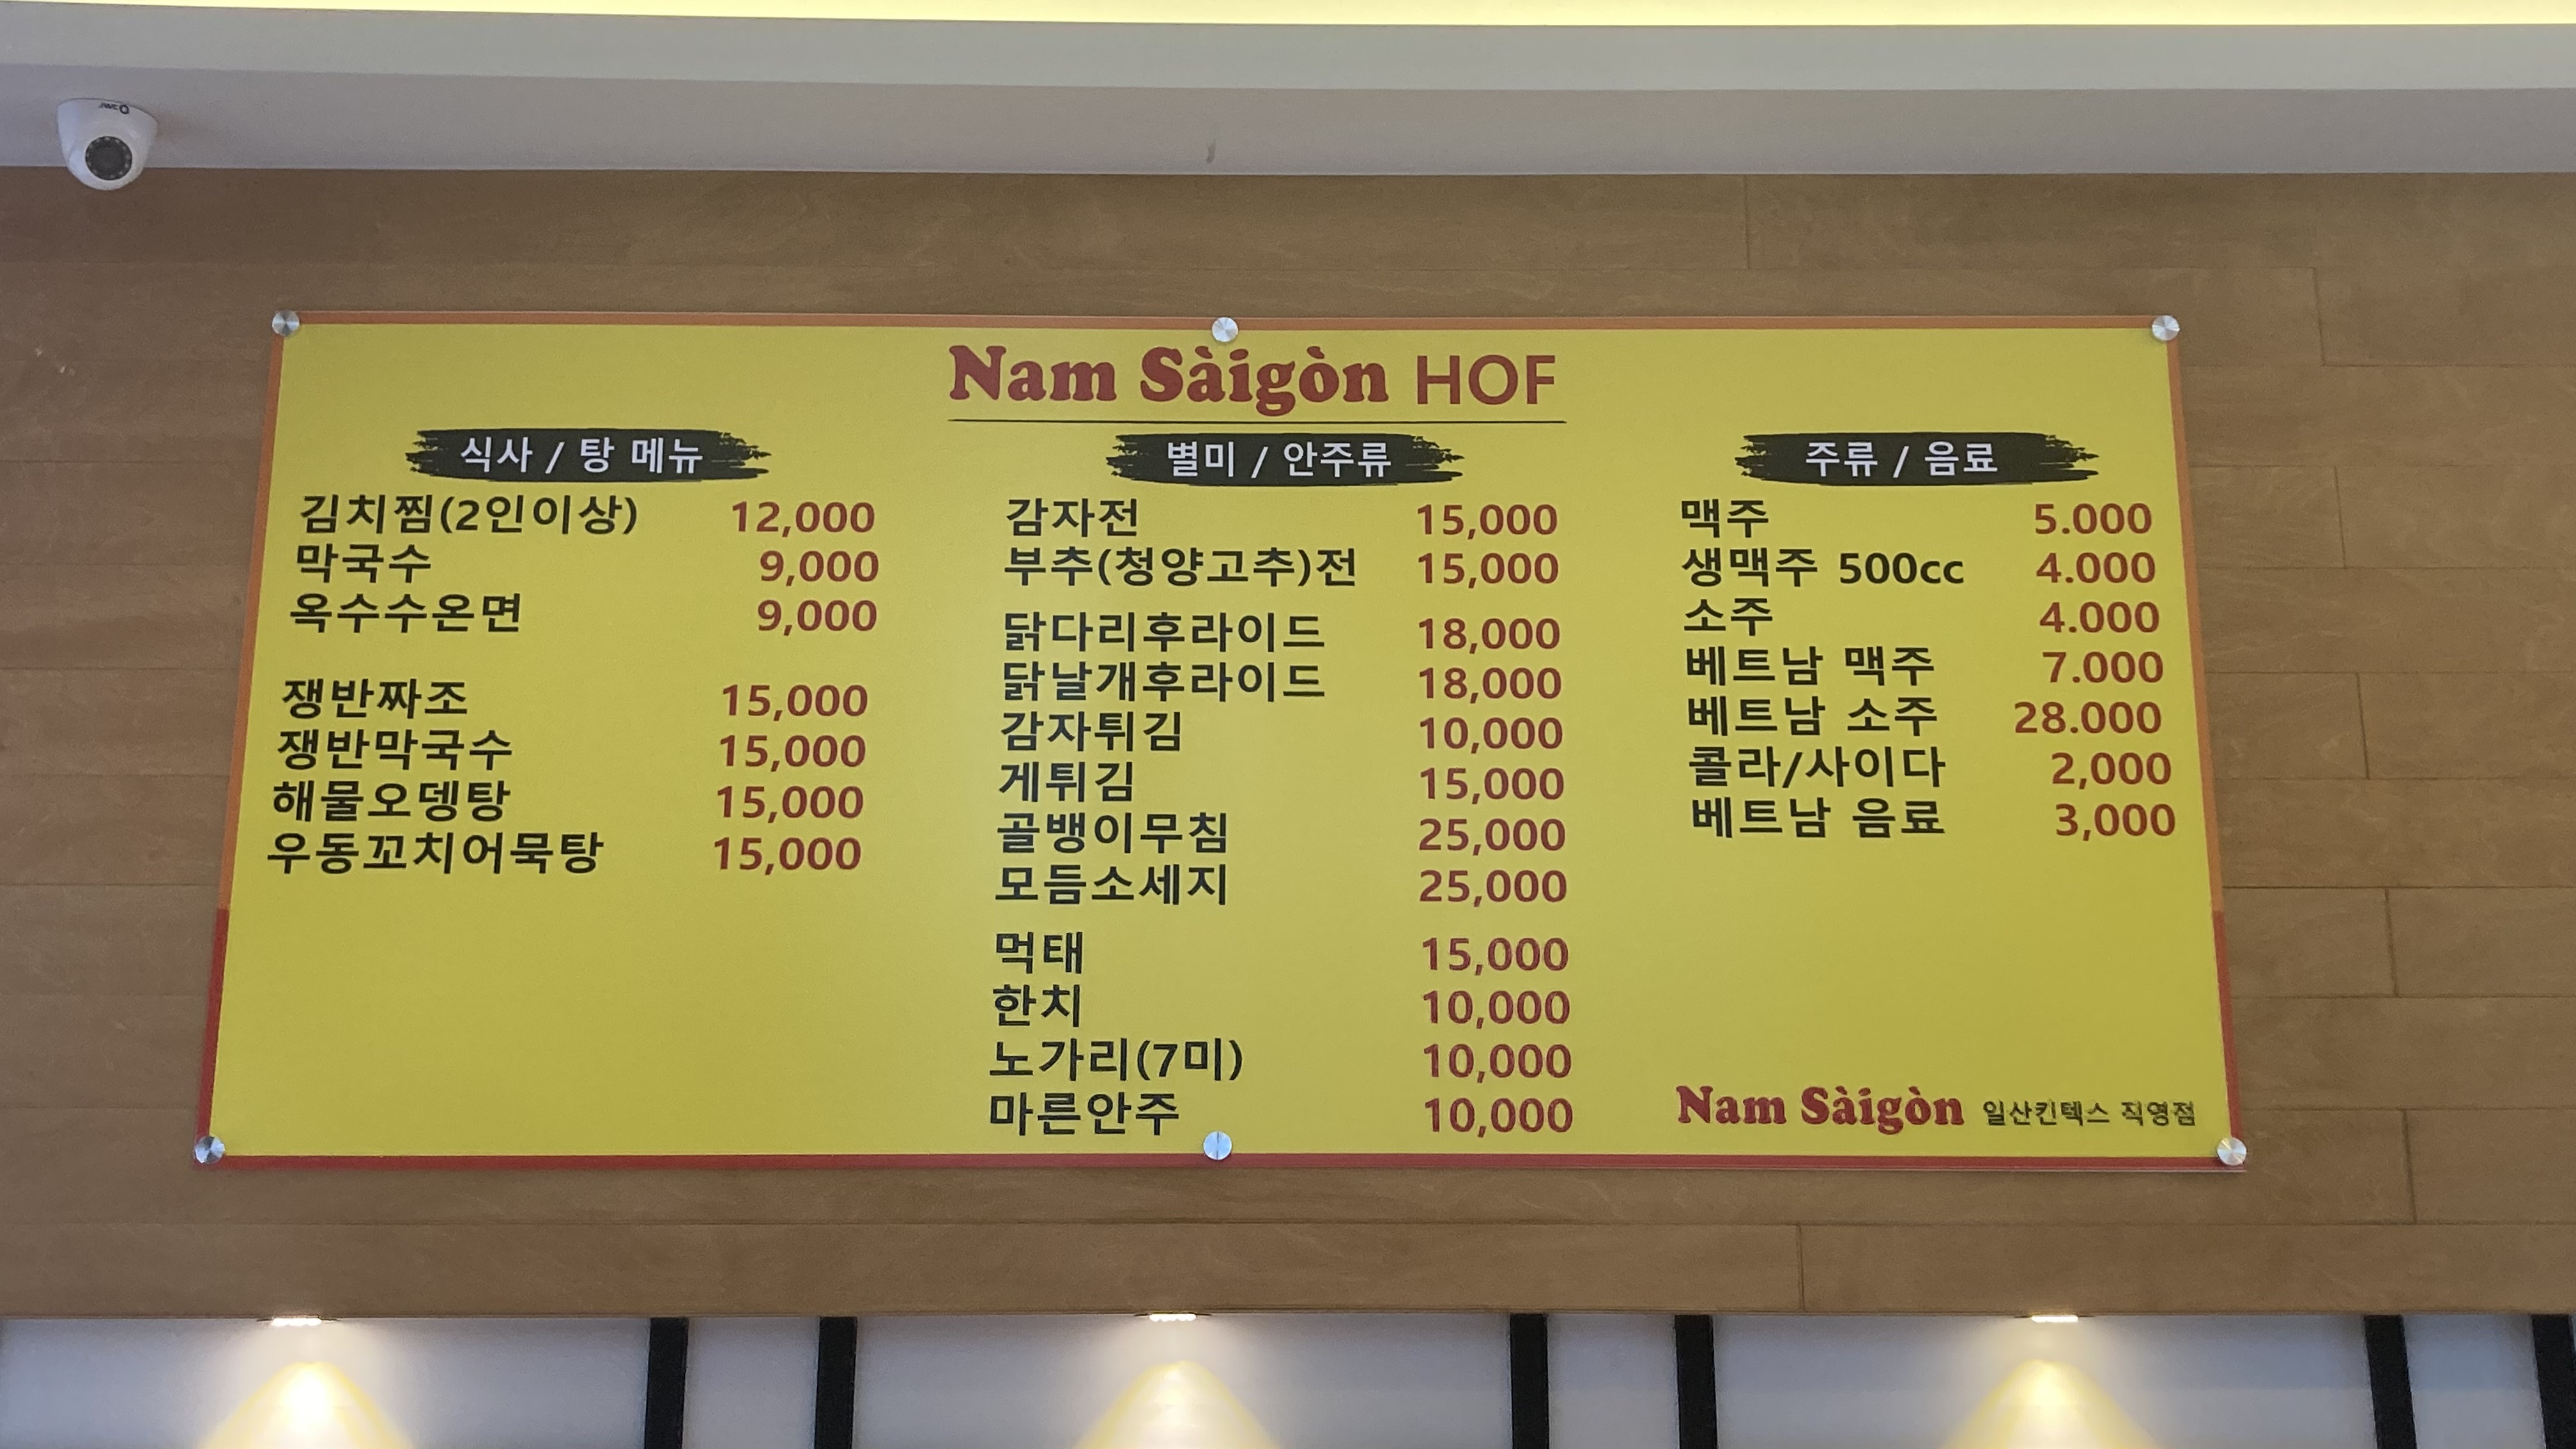 Nam Sàigòn HOF
식사 / 탕 메뉴
김치찜(2인이상) 12,000
막국수 9,000
옥수수온면 9,000
쟁반짜조 15,000
쟁반막국수 15,000
해물오뎅탕 15,000
우동꼬치어묵탕 15,000
별미 / 안주류
감자전 15,000
부추(청양고추)전 15,000
닭다리후라이드 18,000
닭날개후라이드 18,000
감자튀김 10,000
게튀김 15,000
골뱅이무침 25,000
모듬소세지 25,000
먹태 15,000
한치 10,000
노가리(7미) 10,000
마른안주 10,000
주류 / 음료
맥주 5.000
생맥주 500cc 4.000
소주 4.000
베트남 맥주 7.000
베트남 소주 28.000
콜라/사이다 2,000
베트남 음료 3,000
Nam Sàigòn 일산킨텍스 직영점